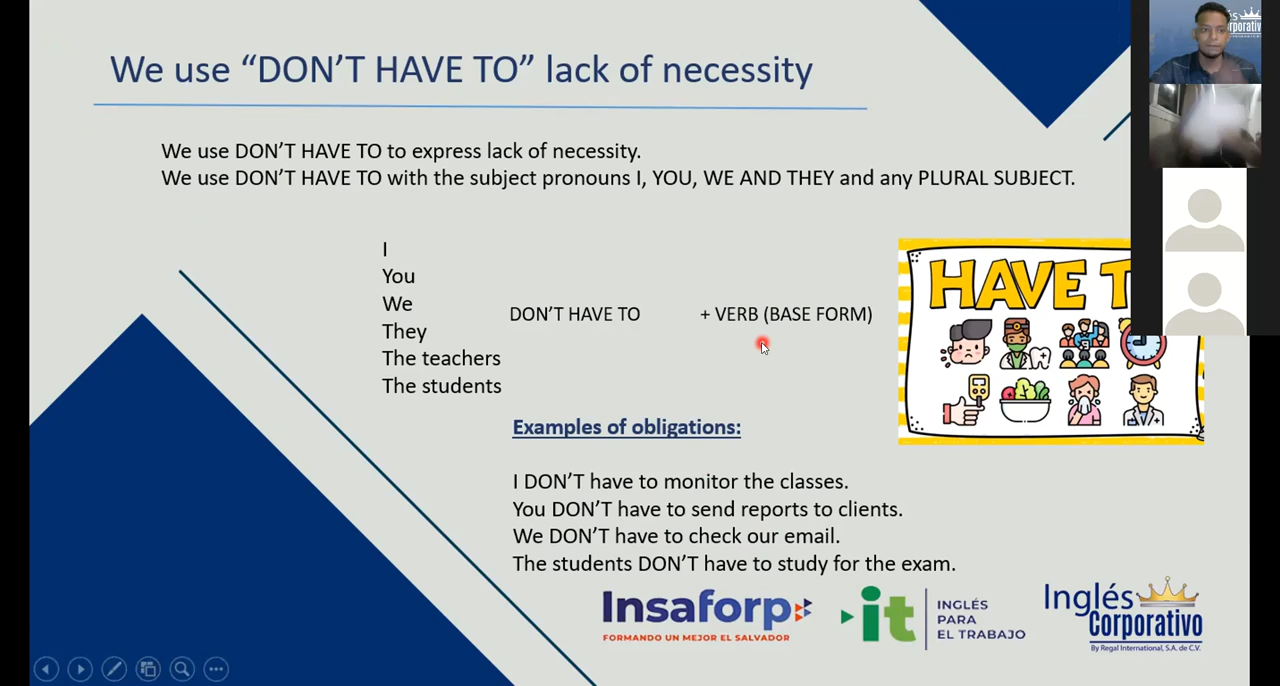 We use “DON’T HAVE TO” lack of necessity
We use DON’T HAVE TO to express lack of necessity.
We use DON’T HAVE TO with the subject pronouns I, YOU, WE AND THEY and any PLURAL SUBJECT.
I
You
We
They
The teachers
The students
DON’T HAVE TO
+ VERB (BASE FORM)
HAVE T
Examples of obligations:
I DON’T have to monitor the classes.
You DON’T have to send reports to clients.
We DON’T have to check our email.
The students DON’T have to study for the exam.
Insaforp
FORMANDO UN MEJOR EL SALVADOR
it
INGLÉS
PARA
EL TRABAJO
Inglés
Corporativo
By Regal International, S.A. de C.V.